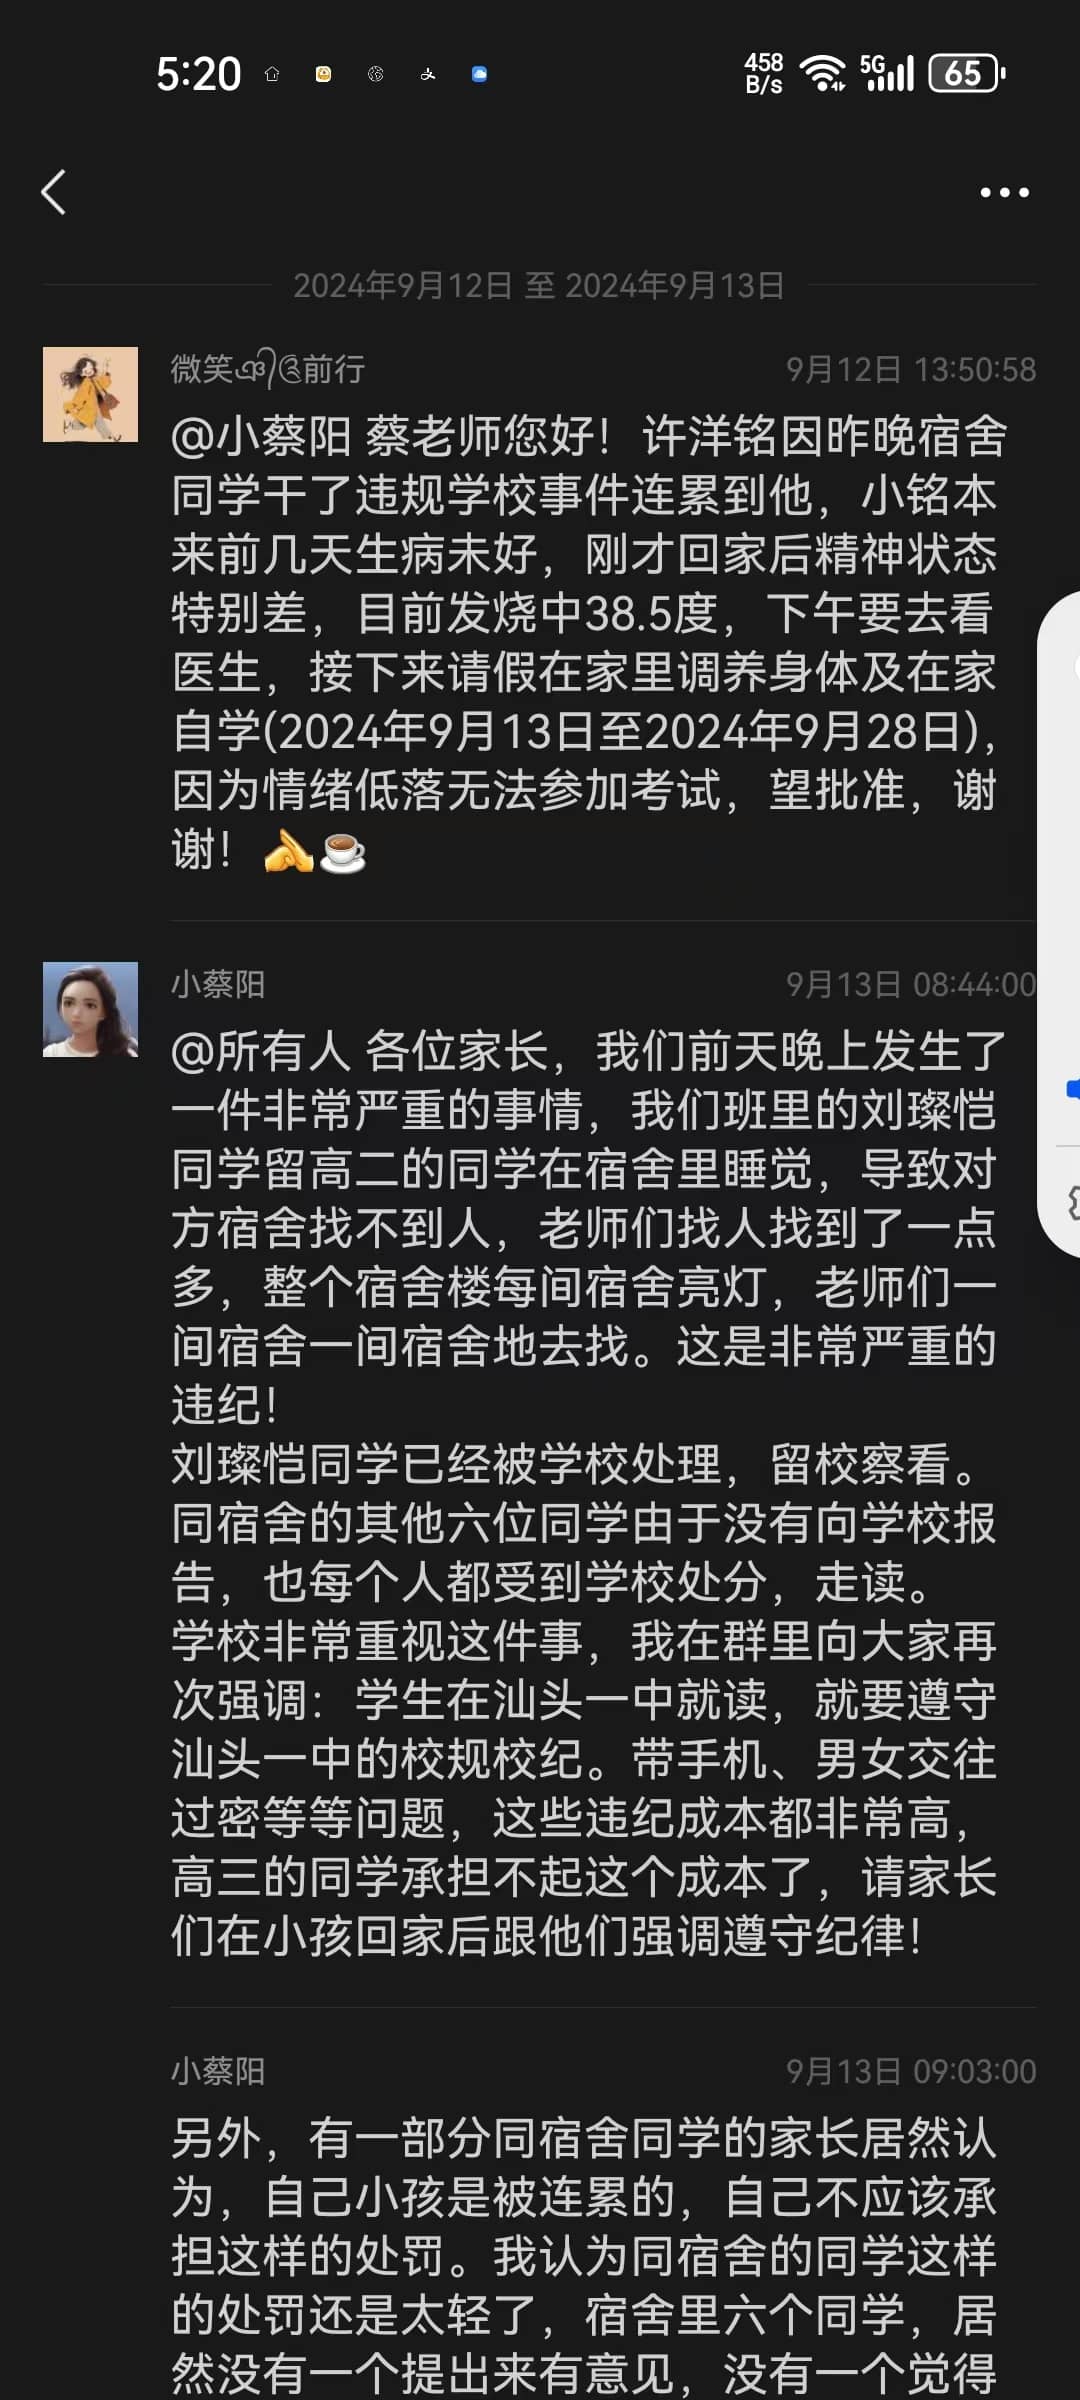 5:20
458
B/s
5G
65
2024年9月12日 至 2024年9月13日
微笑 前行
9月12日 13:50:58
@小蔡阳 蔡老师您好！许洋铭因昨晚宿舍
同学干了违规学校事件连累到他，小铭本
来前几天生病未好，刚才回家后精神状态
特别差，目前发烧中38.5度，下午要去看
医生，接下来请假在家里调养身体及在家
自学(2024年9月13日至2024年9月28日)，
因为情绪低落无法参加考试，望批准，谢
谢！🫴☕
小蔡阳
9月13日 08:44:00
@所有人 各位家长，我们前天晚上发生了
一件非常严重的事情，我们班里的刘璨恺
同学留高二的同学在宿舍里睡觉，导致对
方宿舍找不到人，老师们找人找到了一点
多，整个宿舍楼每间宿舍亮灯，老师们一
间宿舍一间宿舍地去找。这是非常严重的
违纪！
刘璨恺同学已经被学校处理，留校察看。
同宿舍的其他六位同学由于没有向学校报
告，也每个人都受到学校处分，走读。
学校非常重视这件事，我在群里向大家再
次强调：学生在汕头一中就读，就要遵守
汕头一中的校规校纪。带手机、男女交往
过密等等问题，这些违纪成本都非常高，
高三的同学承担不起这个成本了，请家长
们在小孩回家后跟他们强调遵守纪律！
小蔡阳
9月13日 09:03:00
另外，有一部分同宿舍同学的家长居然认
为，自己小孩是被连累的，自己不应该承
担这样的处罚。我认为同宿舍的同学这样
的处罚还是太轻了，宿舍里六个同学，居
然没有一个提出来有意见，没有一个觉得